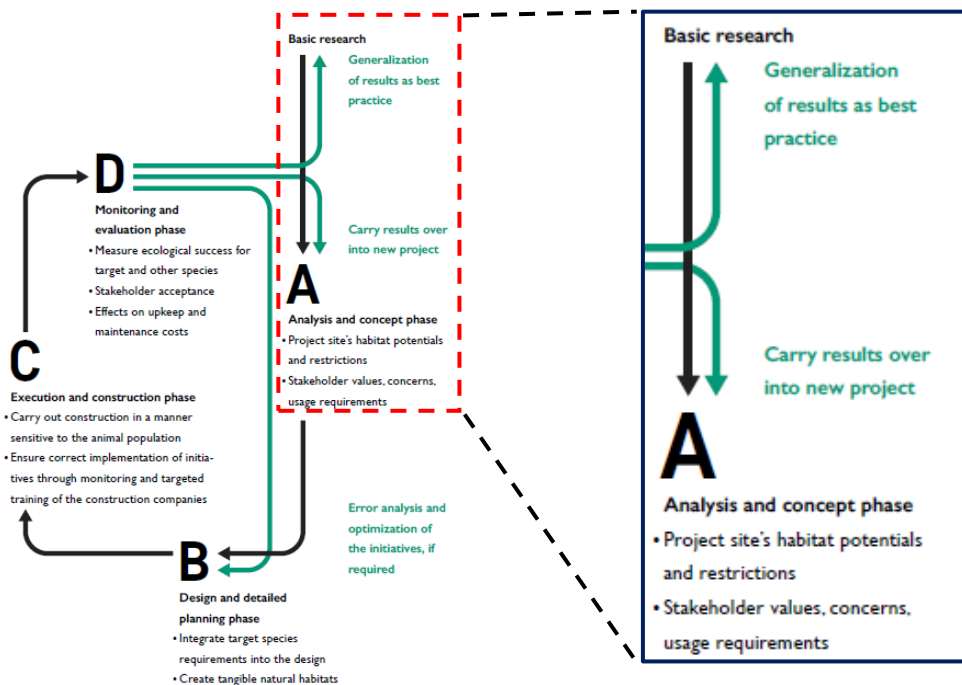 Basic research
Generalization
of results as best
practice
D
Monitoring and
evaluation phase
• Measure ecological success for
target and other species
• Stakeholder acceptance
• Effects on upkeep and
maintenance costs
Carry results over
into new project
A
Analysis and concept phase
• Project site's habitat potentials
and restrictions
• Stakeholder values, concerns,
usage requirements
C
Execution and construction phase
• Carry out construction in a manner
sensitive to the animal population
• Ensure correct implementation of initia-
tives through monitoring and targeted
training of the construction companies
Error analysis and
optimization of
the initiatives, if
required
B
Design and detailed
planning phase
• Integrate target species
requirements into the design
• Create tangible natural habitats
Basic research
Generalization
of results as best
practice
Carry results over
into new project
A
Analysis and concept phase
• Project site's habitat potentials
and restrictions
• Stakeholder values, concerns,
usage requirements